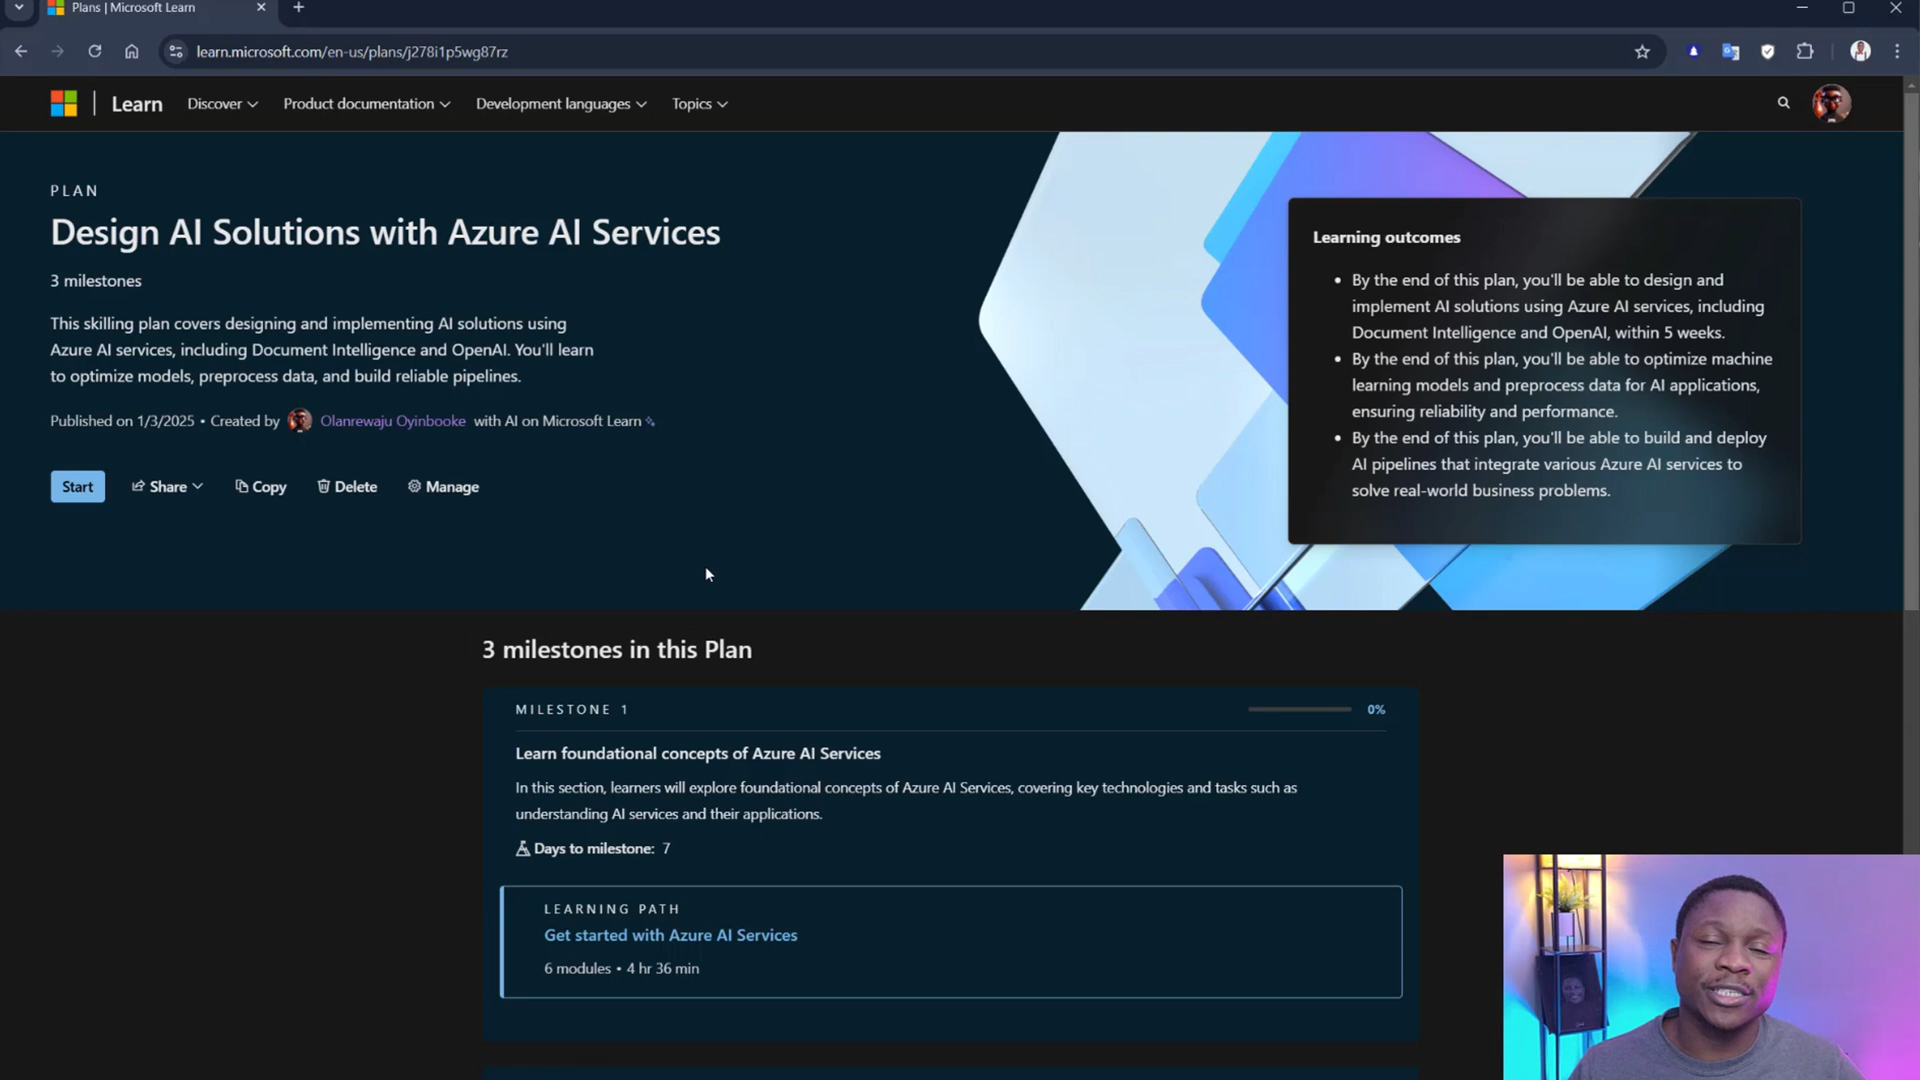 Plans | Microsoft Learn
learn.microsoft.com/en-us/plans/j278i1p5wg87rz
Learn
Discover
Product documentation
Development languages
Topics
PLAN
Design AI Solutions with Azure AI Services
3 milestones
This skilling plan covers designing and implementing AI solutions using
Azure AI services, including Document Intelligence and OpenAI. You'll learn
to optimize models, preprocess data, and build reliable pipelines.
Published on 1/3/2025 • Created by Olanrewaju Oyinbooke with AI on Microsoft Learn
Start
Share
Copy
Delete
Manage
Learning outcomes
• By the end of this plan, you'll be able to design and
implement AI solutions using Azure AI services, including
Document Intelligence and OpenAI, within 5 weeks.
• By the end of this plan, you'll be able to optimize machine
learning models and preprocess data for AI applications,
ensuring reliability and performance.
• By the end of this plan, you'll be able to build and deploy
AI pipelines that integrate various Azure AI services to
solve real-world business problems.
3 milestones in this Plan
MILESTONE 1
0%
Learn foundational concepts of Azure AI Services
In this section, learners will explore foundational concepts of Azure AI Services, covering key technologies and tasks such as
understanding AI services and their applications.
Days to milestone: 7
LEARNING PATH
Get started with Azure AI Services
6 modules • 4 hr 36 min